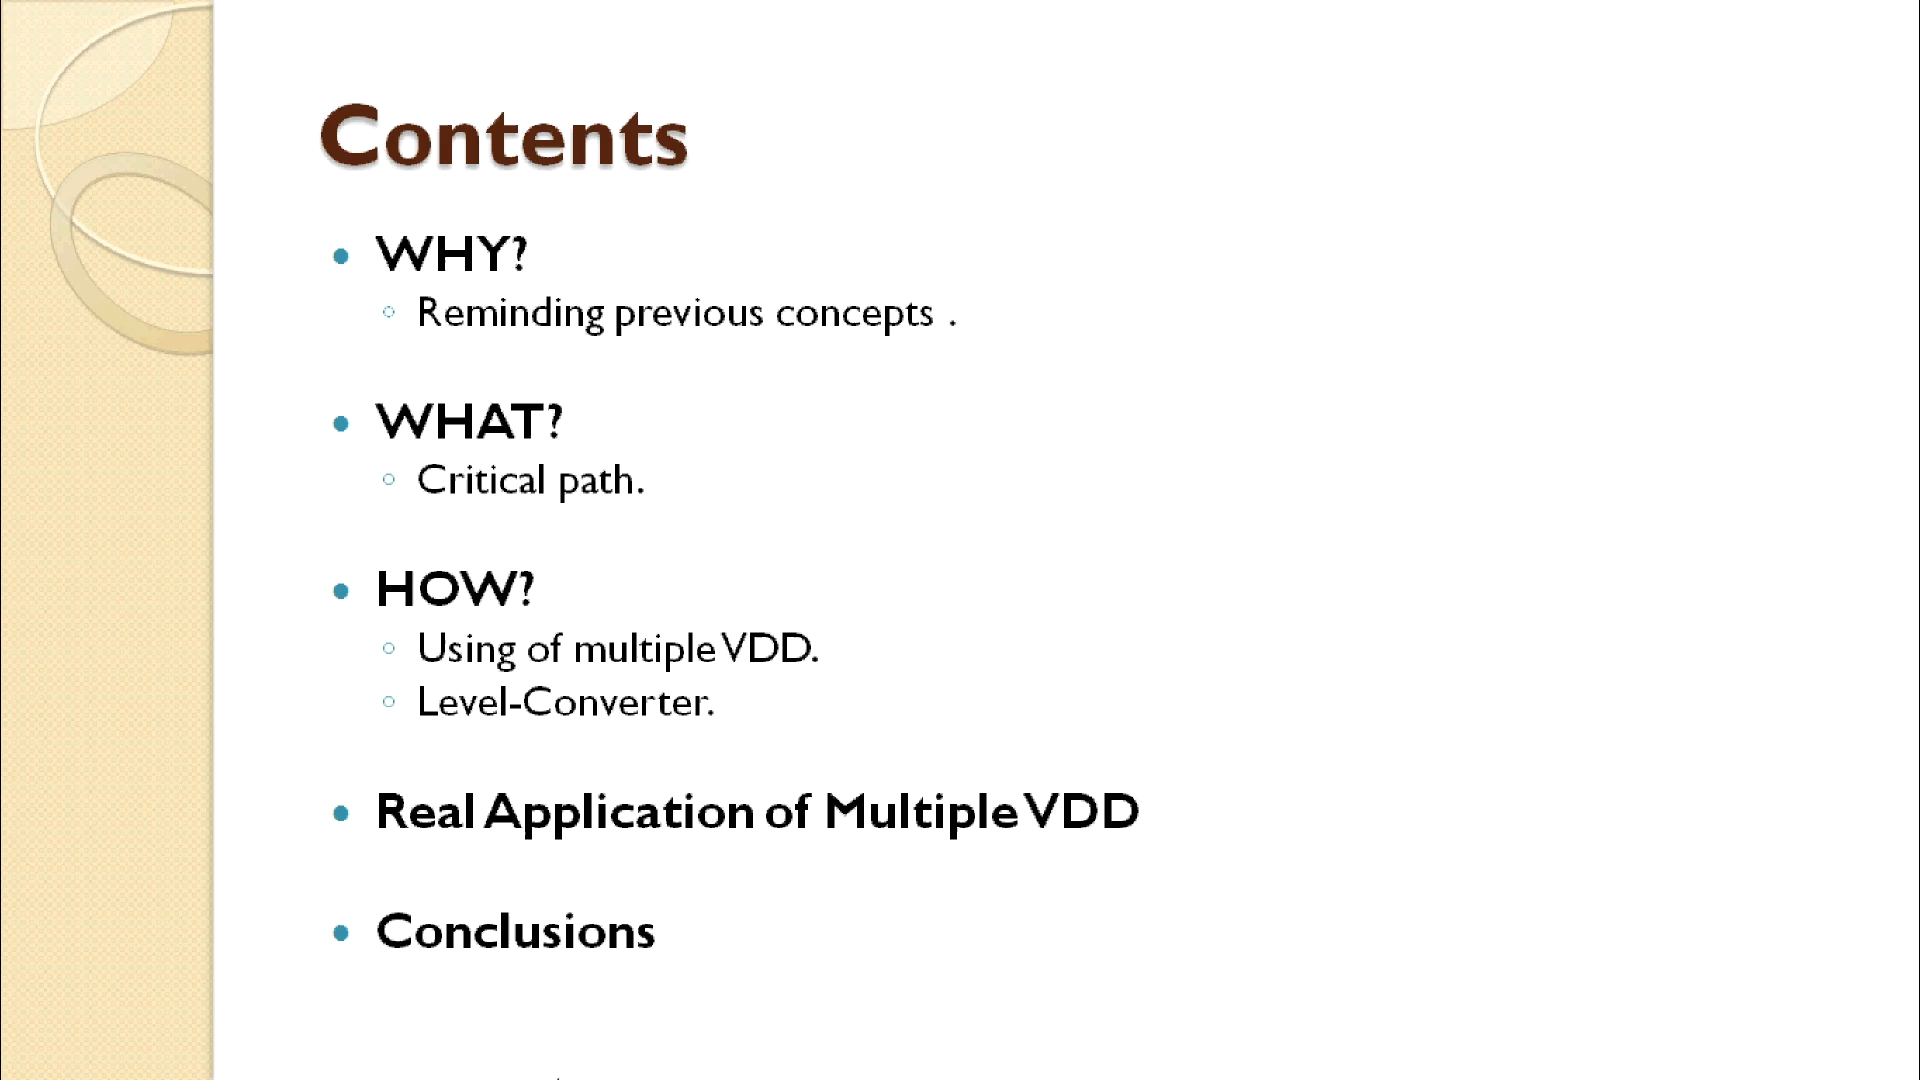 Contents
WHY?
Reminding previous concepts .
WHAT?
Critical path.
HOW?
Using of multiple VDD.
Level-Converter.
Real Application of Multiple VDD
Conclusions